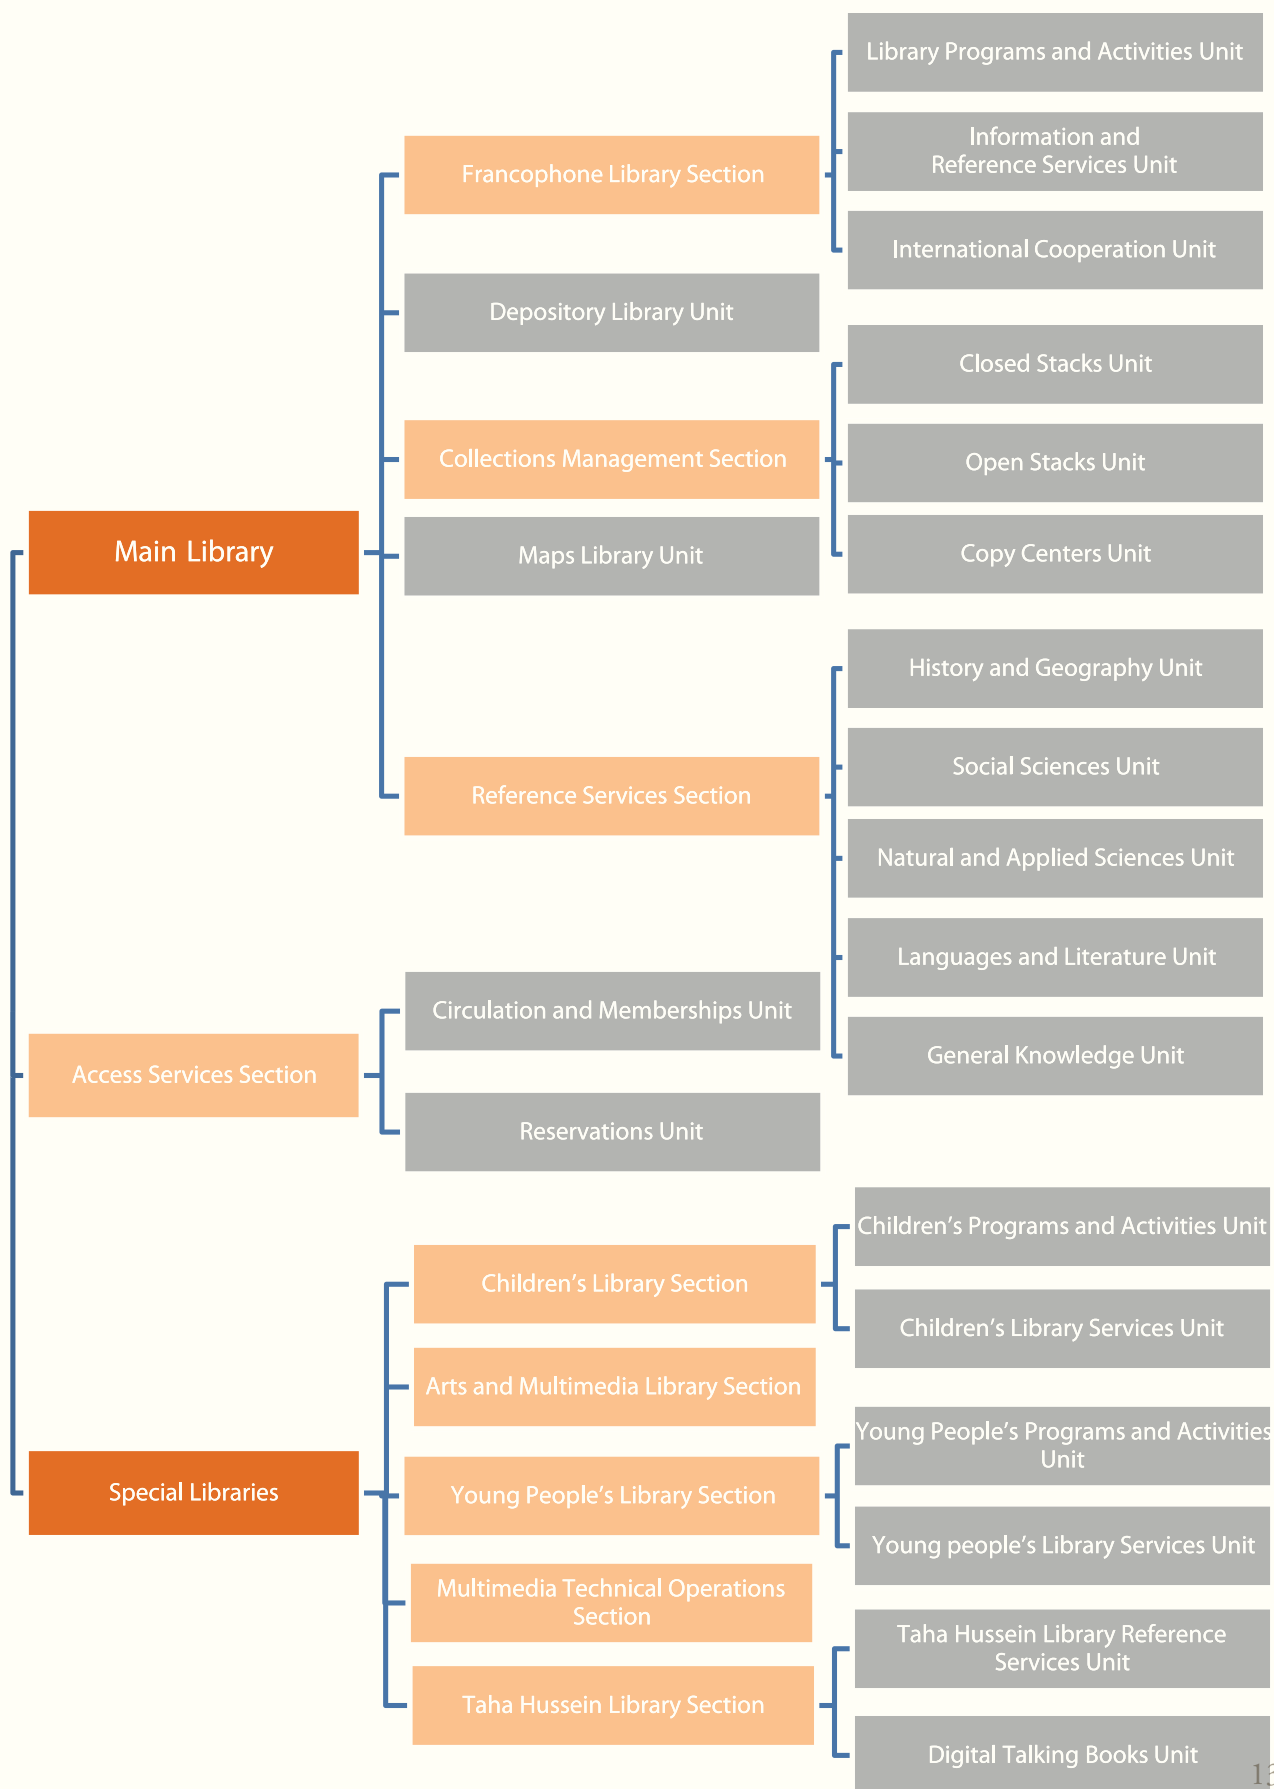 Library Programs and Activities Unit
Information and
Reference Services Unit
Francophone Library Section
International Cooperation Unit
Depository Library Unit
Closed Stacks Unit
Collections Management Section
Open Stacks Unit
Main Library
Maps Library Unit
Copy Centers Unit
History and Geography Unit
Social Sciences Unit
Reference Services Section
Natural and Applied Sciences Unit
Languages and Literature Unit
Circulation and Memberships Unit
General Knowledge Unit
Access Services Section
Reservations Unit
Children's Programs and Activities Unit
Children's Library Section
Children's Library Services Unit
Arts and Multimedia Library Section
Young People's Programs and Activities
Unit
Special Libraries
Young People's Library Section
Young people's Library Services Unit
Multimedia Technical Operations
Section
Taha Hussein Library Reference
Services Unit
Taha Hussein Library Section
Digital Talking Books Unit